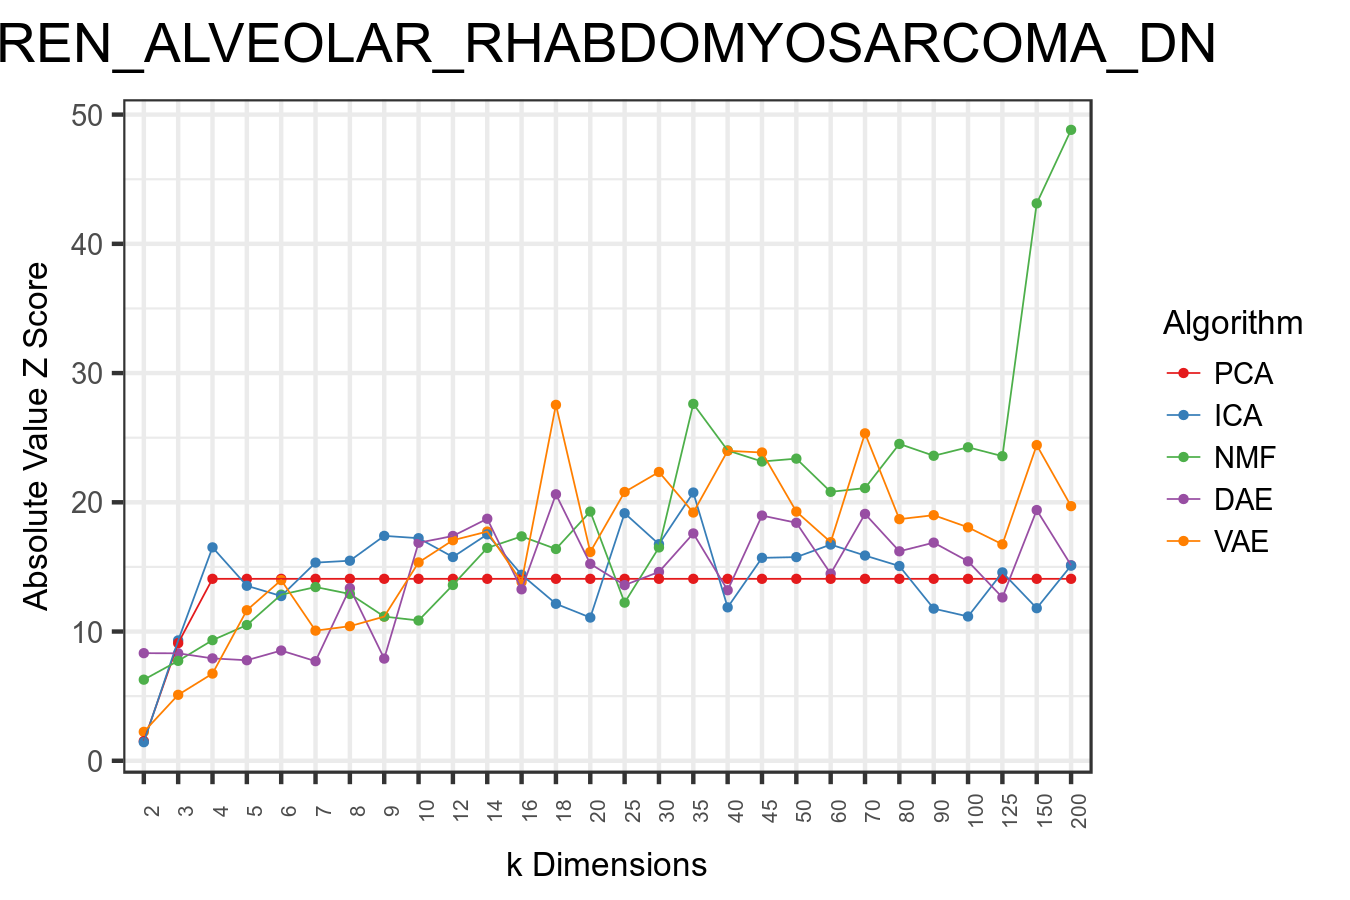 REN_ALVEOLAR_RHABDOMYOSARCOMA_DN
50
40
30
20
10
0
Absolute Value Z Score
2 3 4 5 6 7 8 9 10 12 14 16 18 20 25 30 35 40 45 50 60 70 80 90 100 125 150 200
k Dimensions
Algorithm
PCA
ICA
NMF
DAE
VAE